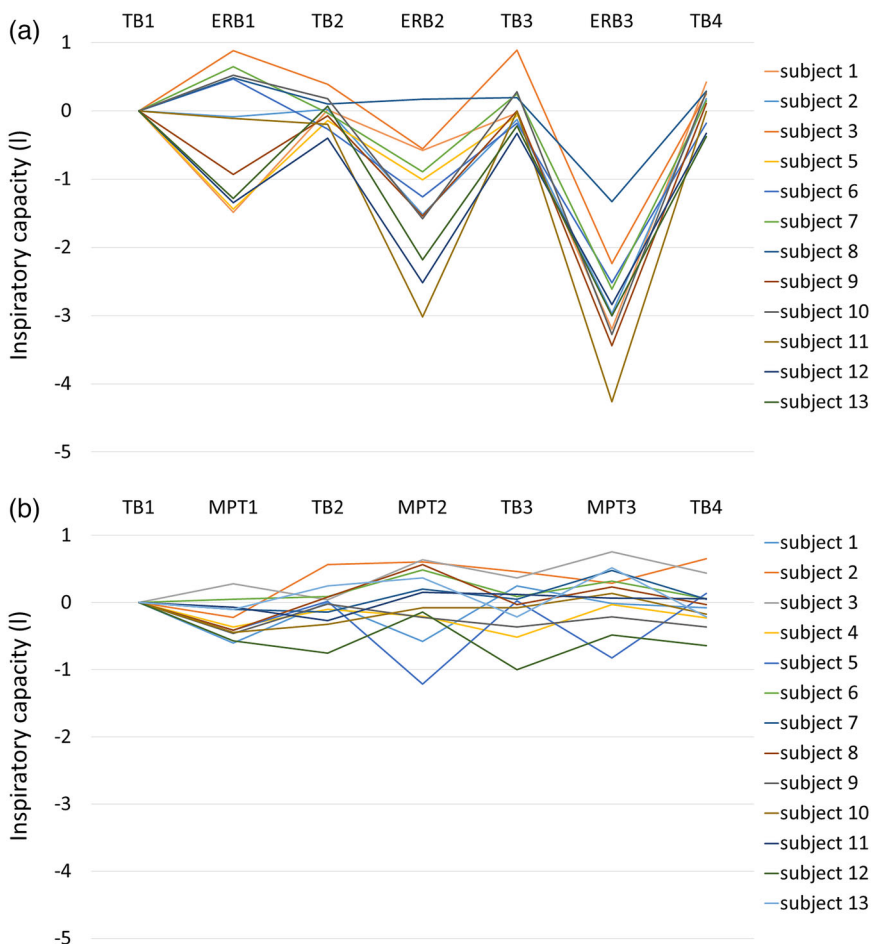 (a)
TB1 ERB1 TB2 ERB2 TB3 ERB3 TB4
Inspiratory capacity (l)
1
0
-1
-2
-3
-4
-5
subject 1
subject 2
subject 3
subject 5
subject 6
subject 7
subject 8
subject 9
subject 10
subject 11
subject 12
subject 13
(b)
TB1 MPT1 TB2 MPT2 TB3 MPT3 TB4
Inspiratory capacity (l)
1
0
-1
-2
-3
-4
-5
subject 1
subject 2
subject 3
subject 4
subject 5
subject 6
subject 7
subject 8
subject 9
subject 10
subject 11
subject 12
subject 13